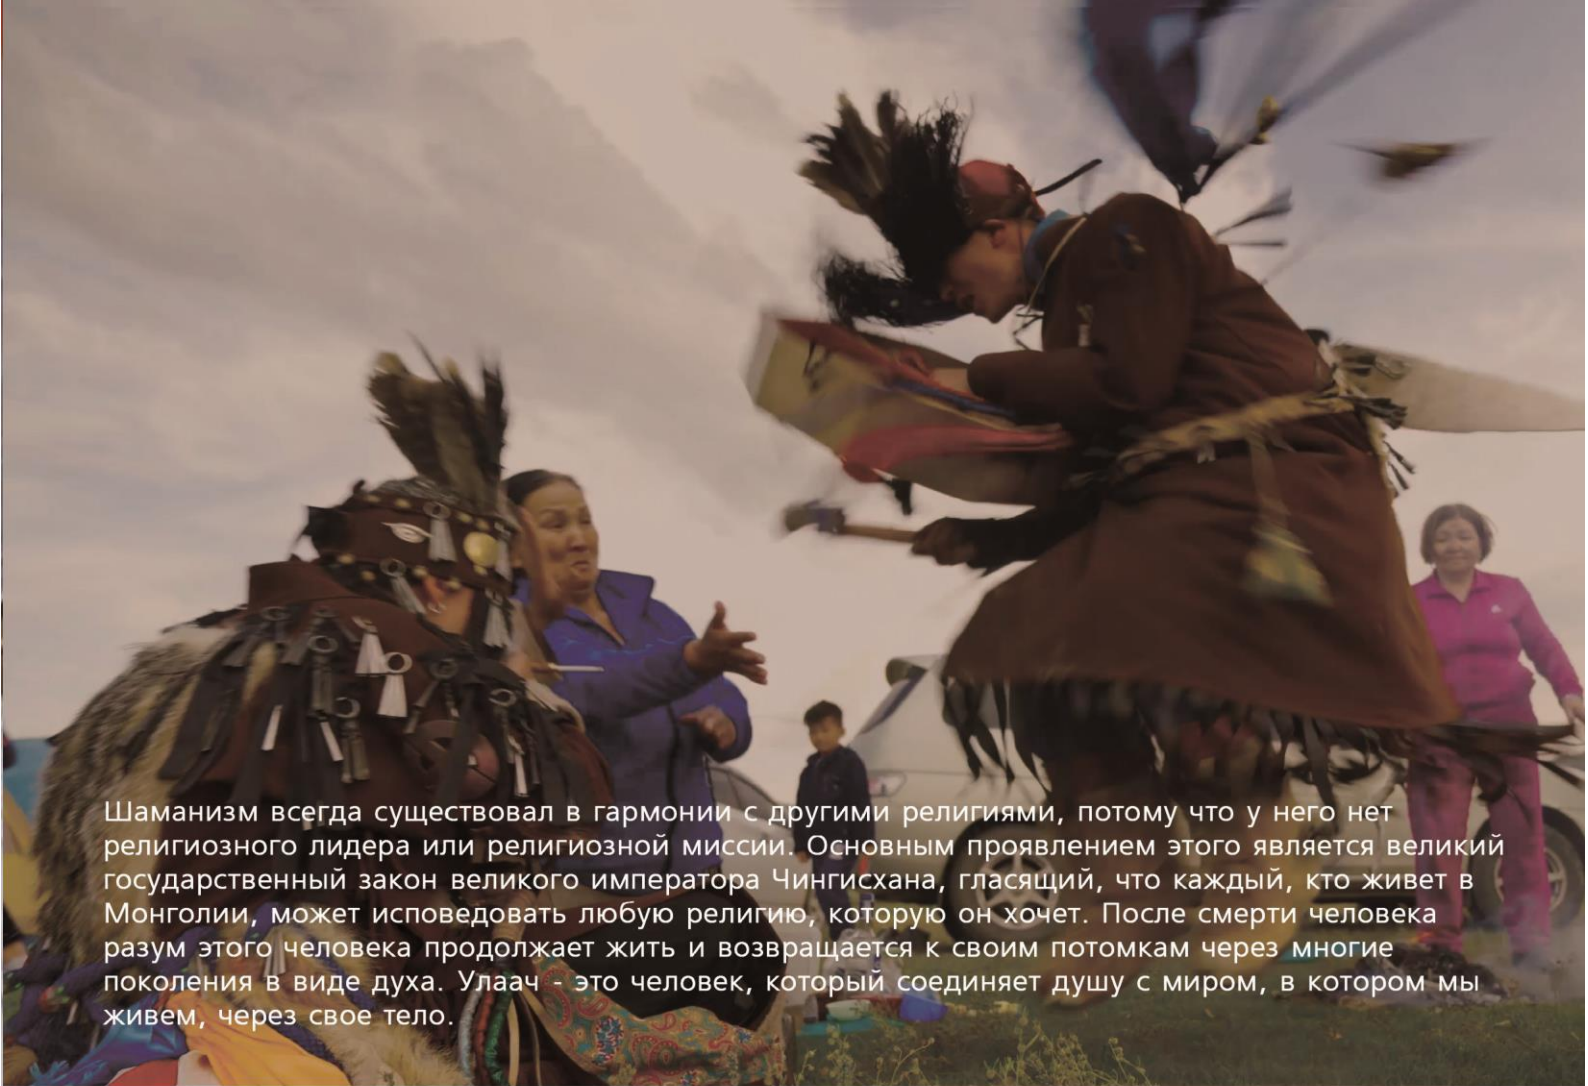 Шаманизм всегда существовал в гармонии с другими религиями, потому что у него нет
религиозного лидера или религиозной миссии. Основным проявлением этого является великий
государственный закон великого императора Чингисхана, гласящий, что каждый, кто живет в
Монголии, может исповедовать любую религию, которую он хочет. После смерти человека
разум этого человека продолжает жить и возвращается к своим потомкам через многие
поколения в виде духа. Улаач - это человек, который соединяет душу с миром, в котором мы
живем, через свое тело.